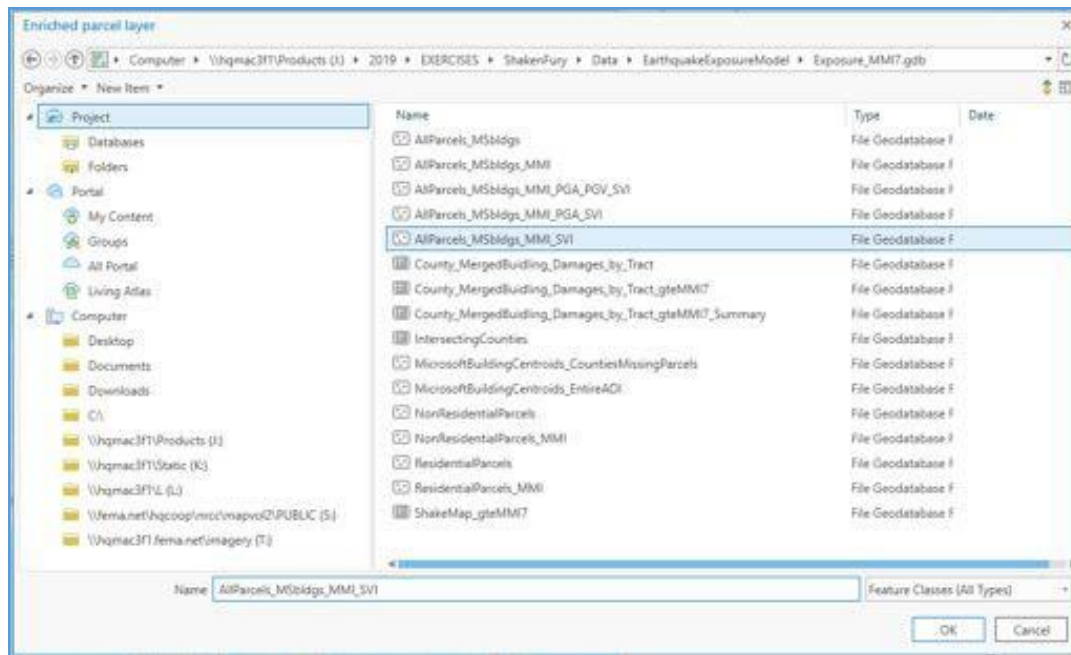 Enriched parcel layer
Computer \\hqmac3f1\Products (J:) 2019 EXERCISES ShakenFury Data EarthquakeExposureModel Exposure_MMI7.gdb
Organize New Item
Project
Databases
Folders
Portal
My Content
Groups
All Portal
Living Atlas
Computer
Desktop
Documents
Downloads
C:\
\\hqmac3f1\Products (J:)
\\hqmac3f1\Static (K:)
\\hqmac3f1\L (L:)
\\fema.net\hqcoop\nrcc\mapvol2\PUBLIC (S:)
\\hqmac3f1.fema.net\imagery (T:)
Name Type Date
AllParcels_MSbldgs File Geodatabase F
AllParcels_MSbldgs_MMI File Geodatabase F
AllParcels_MSbldgs_MMI_PGA_PGV_SVI File Geodatabase F
AllParcels_MSbldgs_MMI_PGA_SVI File Geodatabase F
AllParcels_MSbldgs_MMI_SVI File Geodatabase F
County_MergedBuidling_Damages_by_Tract File Geodatabase F
County_MergedBuidling_Damages_by_Tract_gteMMI7 File Geodatabase F
County_MergedBuidling_Damages_by_Tract_gteMMI7_Summary File Geodatabase F
IntersectingCounties File Geodatabase F
MicrosoftBuildingCentroids_CountiesMissingParcels File Geodatabase F
MicrosoftBuildingCentroids_EntireAOI File Geodatabase F
NonResidentialParcels File Geodatabase F
NonResidentialParcels_MMI File Geodatabase F
ResidentialParcels File Geodatabase F
ResidentialParcels_MMI File Geodatabase F
ShakeMap_gteMMI7 File Geodatabase F
Name AllParcels_MSbldgs_MMI_SVI Feature Classes (All Types)
OK Cancel